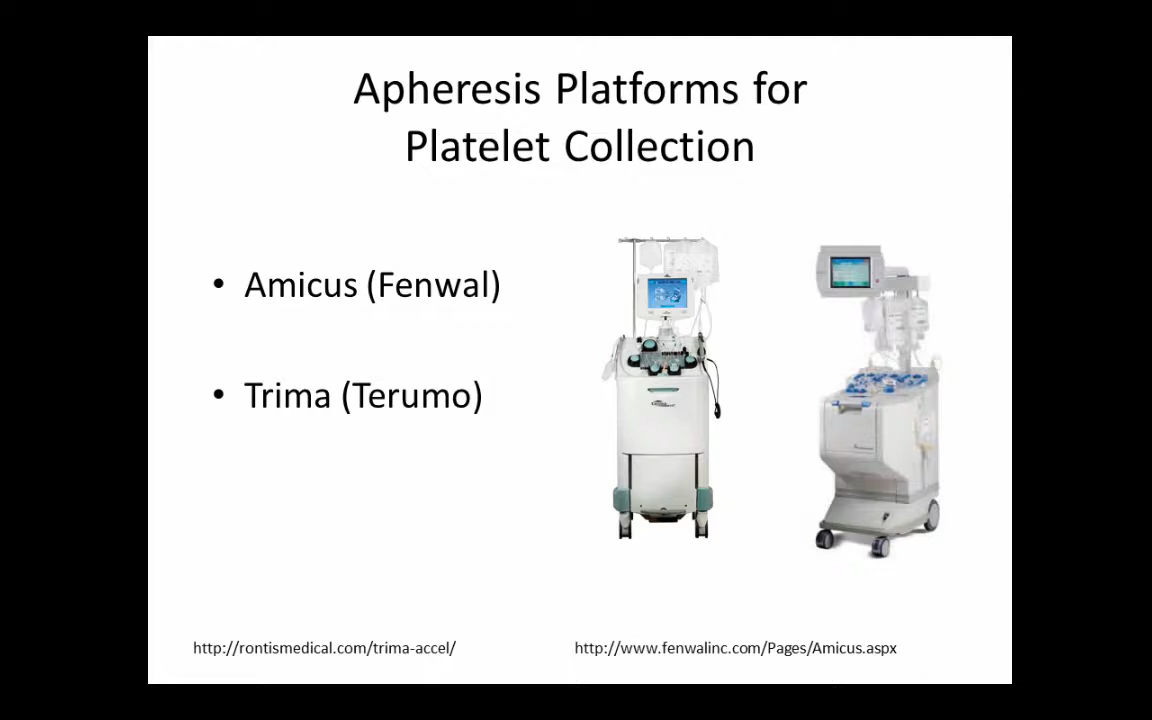 Apheresis Platforms for
Platelet Collection
• Amicus (Fenwal)
• Trima (Terumo)
http://rontismedical.com/trima-accel/
http://www.fenwalinc.com/Pages/Amicus.aspx